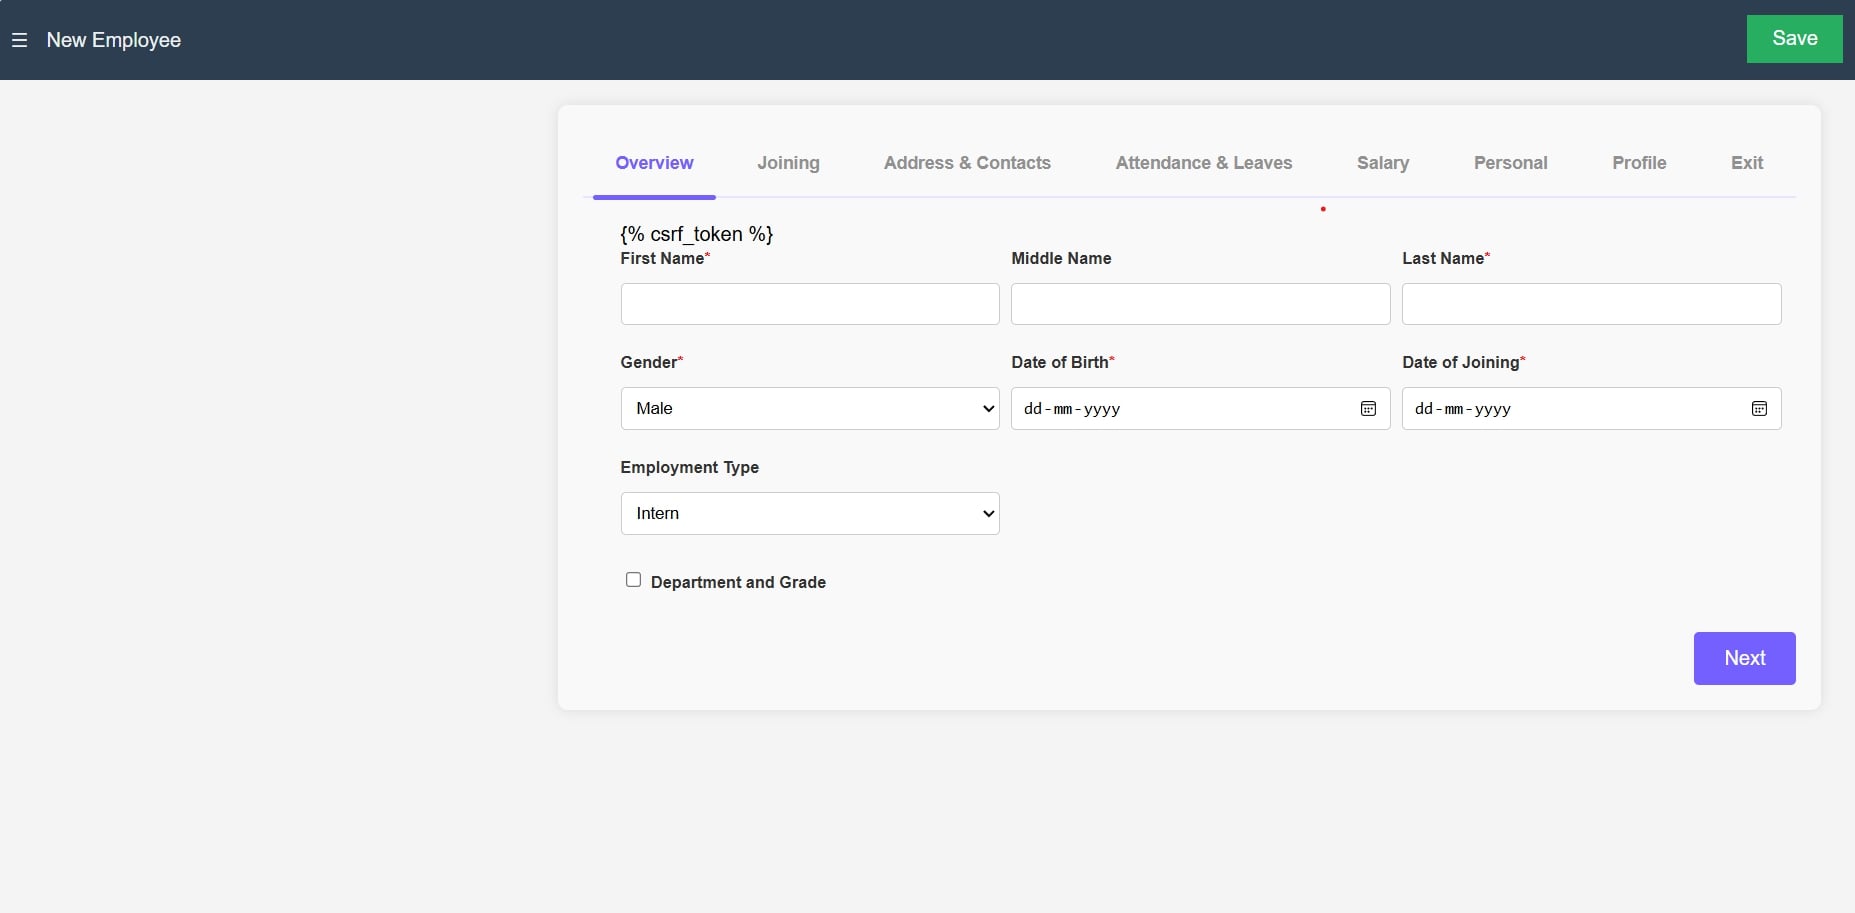 ☰ New Employee
Save
Overview Joining Address & Contacts Attendance & Leaves Salary Personal Profile Exit
{% csrf_token %}
First Name* Middle Name Last Name*
Gender* Date of Birth* Date of Joining*
Male dd-mm-yyyy dd-mm-yyyy
Employment Type
Intern
Department and Grade
Next